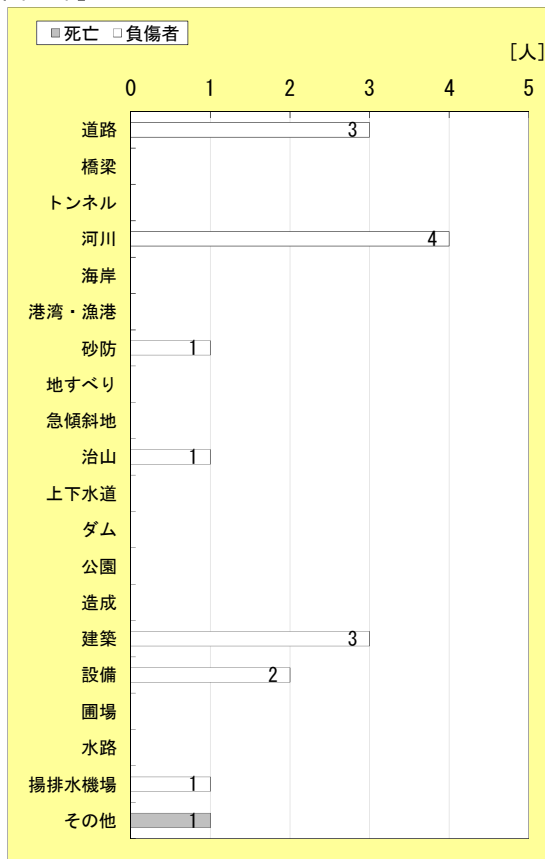 死亡 負傷者
[人]
0 1 2 3 4 5
道路 3
橋梁
トンネル
河川 4
海岸
港湾・漁港
砂防 1
地すべり
急傾斜地
治山 1
上下水道
ダム
公園
造成
建築 3
設備 2
圃場
水路
揚排水機場 1
その他 1